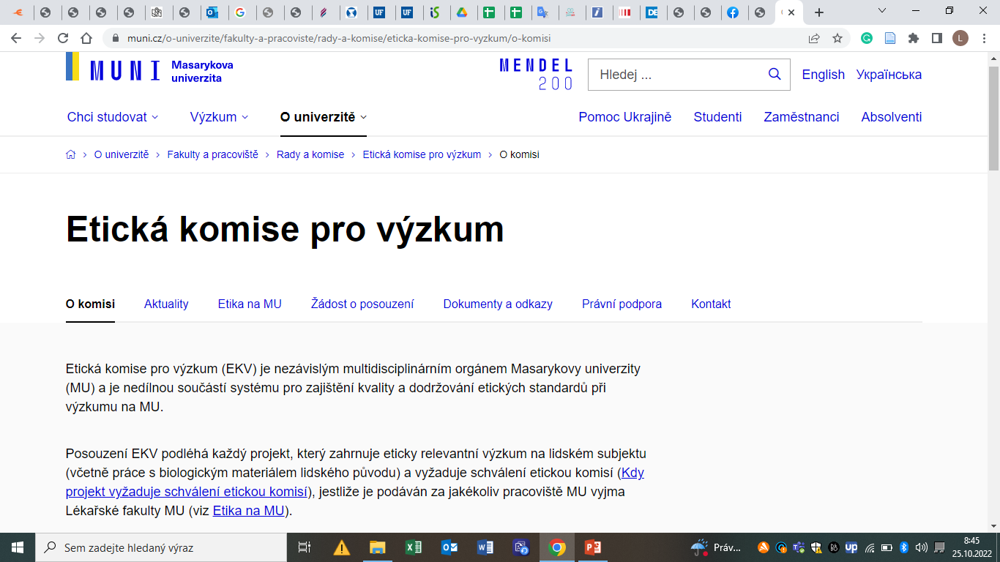 muni.cz/o-univerzite/fakulty-a-pracoviste/rady-a-komise/eticka-komise-pro-vyzkum/o-komisi
L
MUNI Masarykova univerzita
MENDEL 200
Hledej ...
English Українська
Chci studovat Výzkum O univerzitě Pomoc Ukrajině Studenti Zaměstnanci Absolventi
O univerzitě Fakulty a pracoviště Rady a komise Etická komise pro výzkum O komisi
Etická komise pro výzkum
O komisi Aktuality Etika na MU Žádost o posouzení Dokumenty a odkazy Právní podpora Kontakt
Etická komise pro výzkum (EKV) je nezávislým multidisciplinárním orgánem Masarykovy univerzity
(MU) a je nedílnou součástí systému pro zajištění kvality a dodržování etických standardů při
výzkumu na MU.
Posouzení EKV podléhá každý projekt, který zahrnuje eticky relevantní výzkum na lidském subjektu
(včetně práce s biologickým materiálem lidského původu) a vyžaduje schválení etickou komisí (Kdy
projekt vyžaduje schválení etickou komisí), jestliže je podáván za jakékoliv pracoviště MU vyjma
Lékařské fakulty MU (viz Etika na MU).
Sem zadejte hledaný výraz
Práv...
8:45
25.10.2022